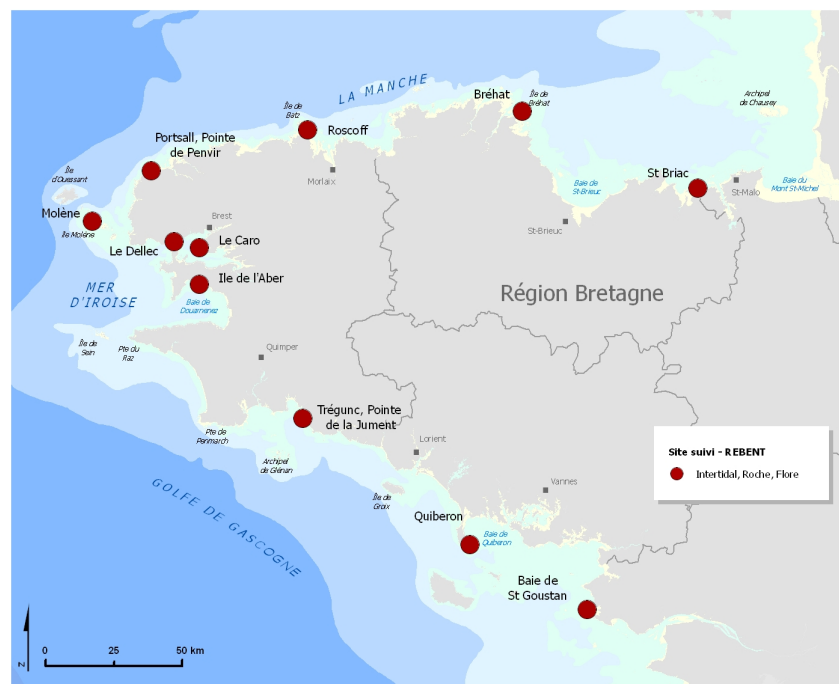 LA MANCHE
Île de
Batz
Bréhat
Île de
Bréhat
Archipel
de Chausey
Portsall, Pointe
de Penvir
Roscoff
Morlaix
Île
d'Ouessant
St Briac
St-Malo
Baie du
Mont St-Michel
Baie de
St-Brieuc
Molène
Île Molène
Brest
St-Brieuc
Le Dellec
Le Caro
Ile de l'Aber
MER
D'IROISE
Baie de
Douarnenez
Région Bretagne
Île de
Sein
Pte du
Raz
Quimper
Trégunc, Pointe
de la Jument
Pte de
Penmarch
Lorient
Archipel
de Glénan
Site suivi - REBENT
Intertidal, Roche, Flore
Vannes
GOLFE DE GASCOGNE
Île de
Groix
Quiberon
Baie de
Quiberon
Baie de
St Goustan
N
0 25 50 km